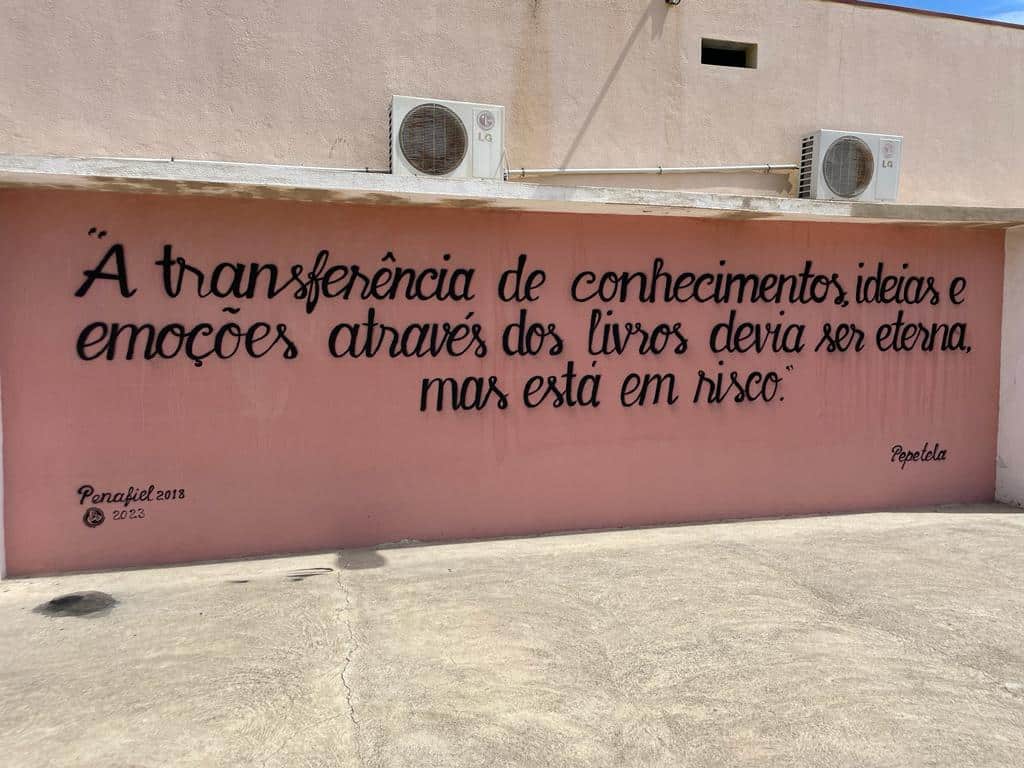 "A transferência de conhecimentos, ideias e
emoções através dos livros devia ser eterna,
mas está em risco."
Pepetela
Penafiel 2018
2023
LG
LG